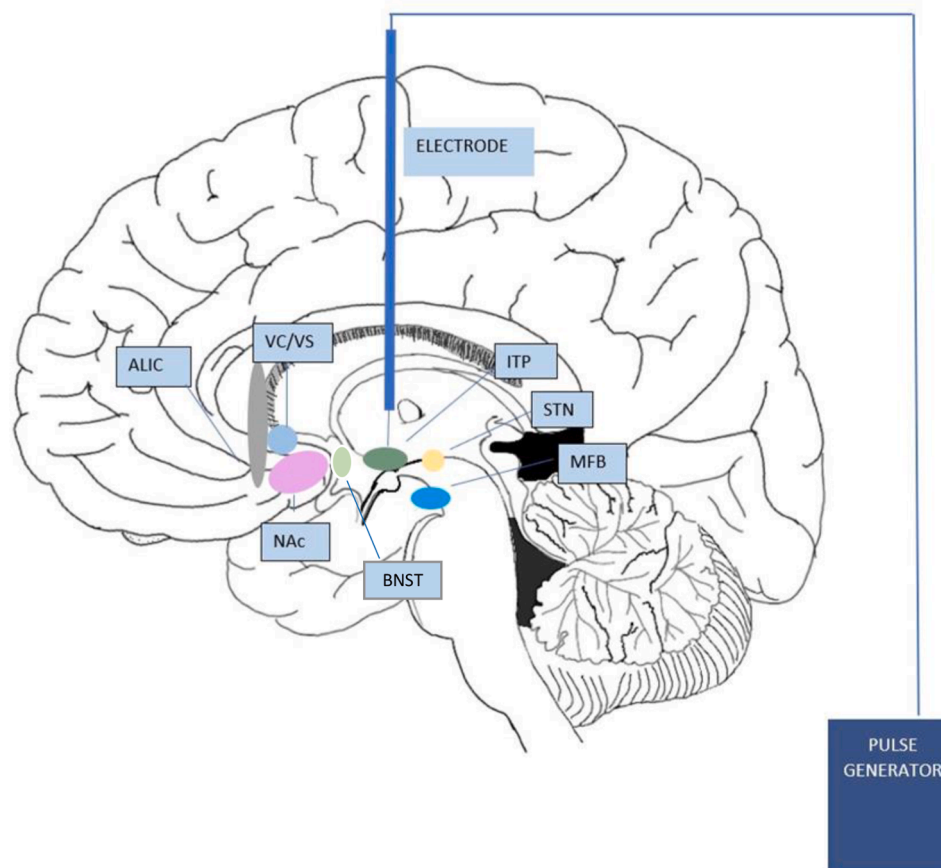 ELECTRODE
VC/VS
ALIC
ITP
STN
MFB
NAc
BNST
PULSE
GENERATOR